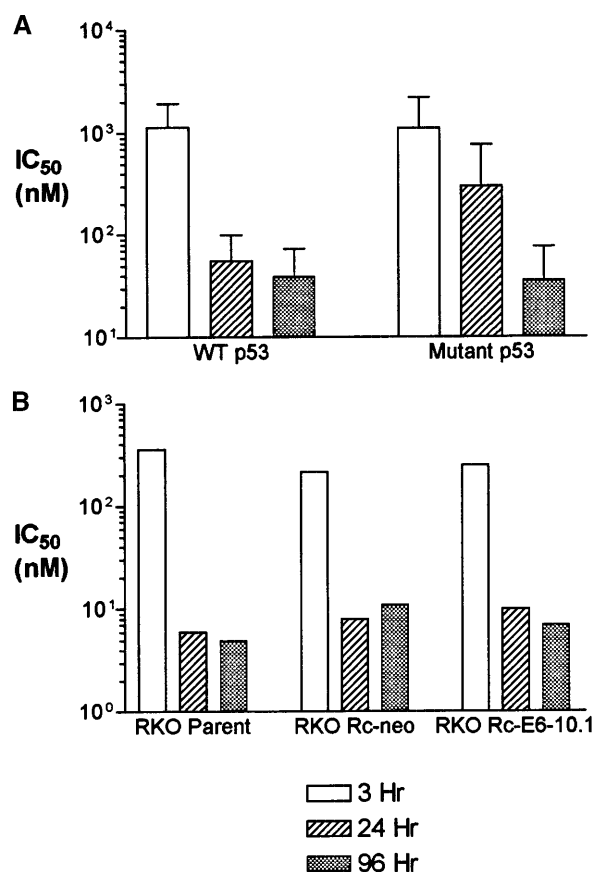 A
10⁴
10³
IC₅₀
(nM)
10²
10¹
WT p53 Mutant p53
B
10³
10²
IC₅₀
(nM)
10¹
10⁰
RKO Parent RKO Rc-neo RKO Rc-E6-10.1
3 Hr
24 Hr
96 Hr